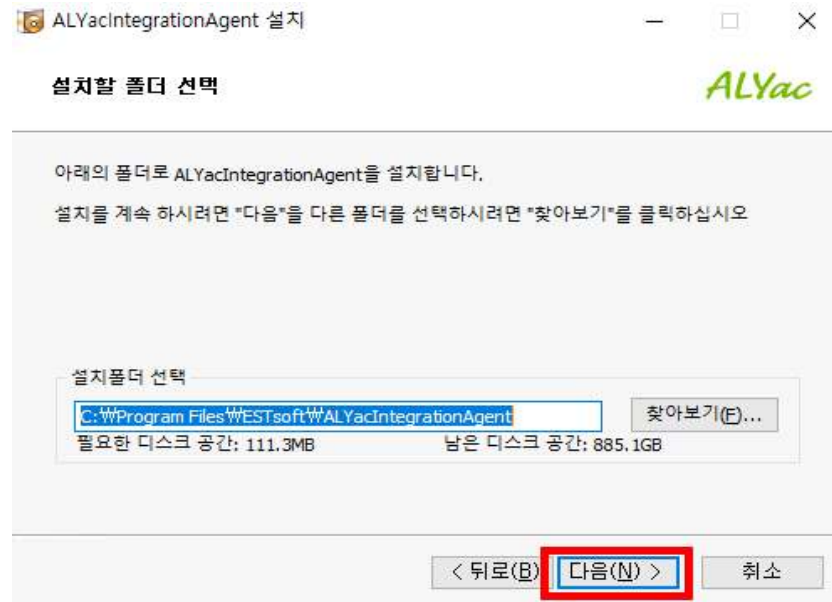 ALYacIntegrationAgent 설치
설치할 폴더 선택
ALYac
아래의 폴더로 ALYacIntegrationAgent을 설치합니다.
설치를 계속 하시려면 "다음"을 다른 폴더를 선택하시려면 "찾아보기"를 클릭하십시오
설치폴더 선택
C:₩Program Files₩ESTsoft₩ALYacIntegrationAgent
찾아보기(F)...
필요한 디스크 공간: 111.3MB
남은 디스크 공간: 885.1GB
< 뒤로(B)
다음(N) >
취소